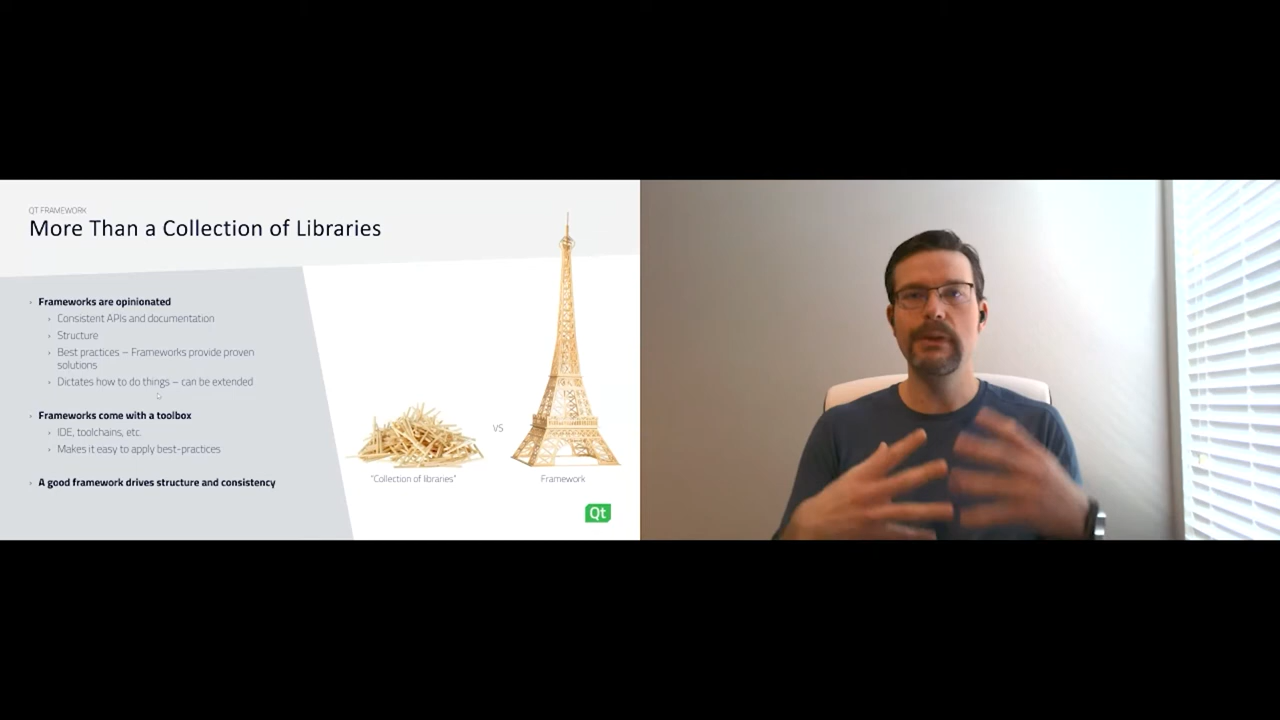 QT FRAMEWORK
More Than a Collection of Libraries
Frameworks are opinionated
Consistent APIs and documentation
Structure
Best practices – Frameworks provide proven
solutions
Dictates how to do things – can be extended
Frameworks come with a toolbox
IDE, toolchains, etc.
Makes it easy to apply best-practices
A good framework drives structure and consistency
VS
"Collection of libraries"
Framework
Qt